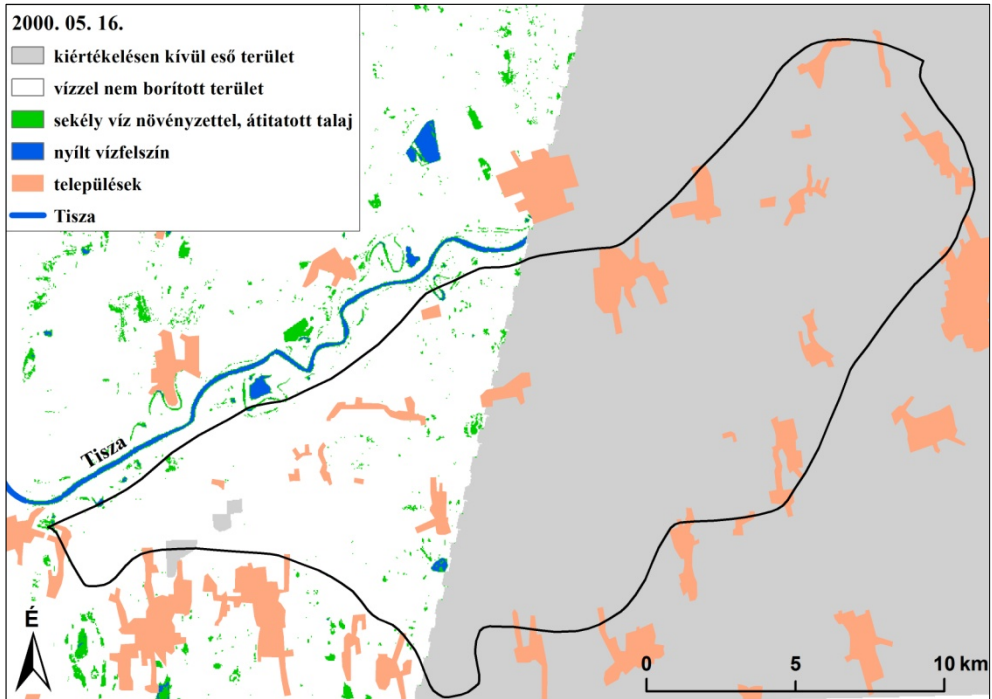 2000. 05. 16.
kiértékelésen kívül eső terület
vízzel nem borított terület
sekély víz növényzettel, átitatott talaj
nyílt vízfelszín
települések
Tisza
Tisza
É
0 5 10 km